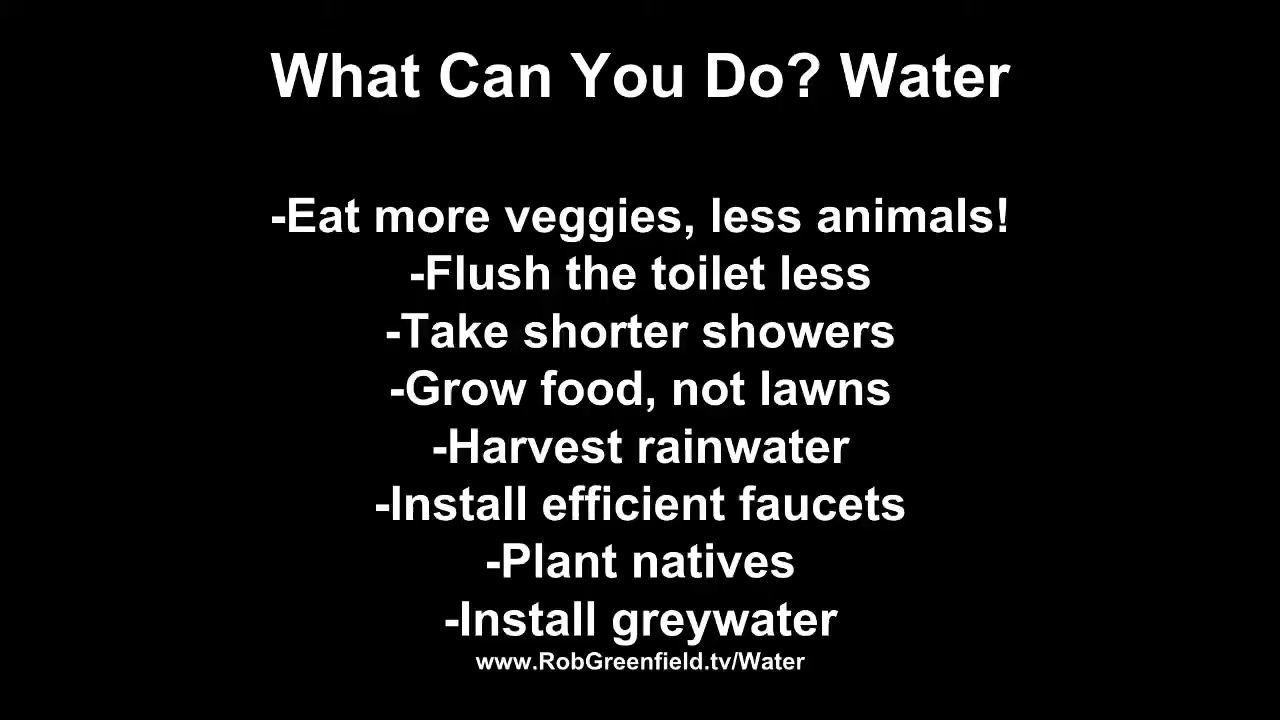 What Can You Do? Water
-Eat more veggies, less animals!
-Flush the toilet less
-Take shorter showers
-Grow food, not lawns
-Harvest rainwater
-Install efficient faucets
-Plant natives
-Install greywater
www.RobGreenfield.tv/Water